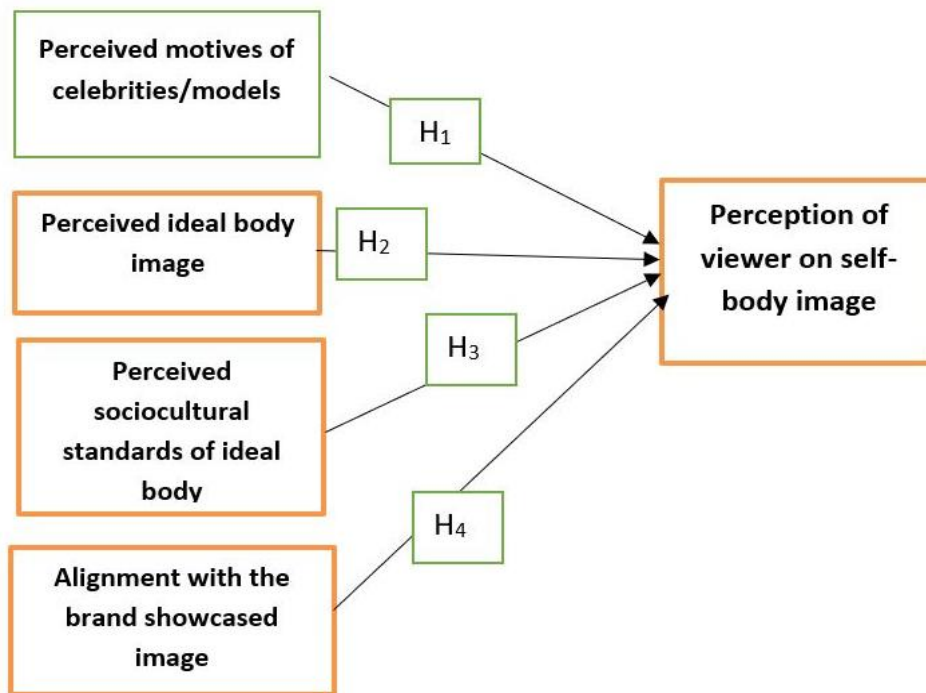 Perceived motives of
celebrities/models
H₁
Perceived ideal body
image
H₂
Perceived
sociocultural
standards of ideal
body
H₃
Alignment with the
brand showcased
image
H₄
Perception of
viewer on self-
body image